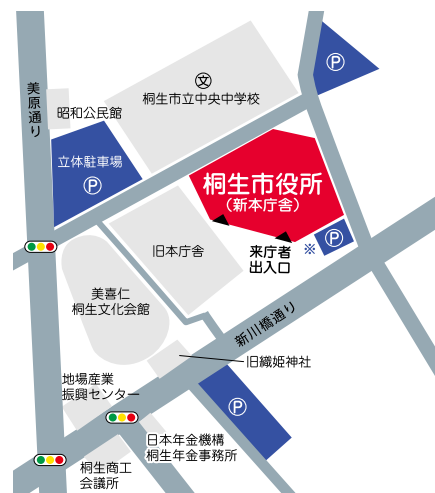 美原通り
昭和公民館
文
桐生市立中央中学校
P
立体駐車場
P
桐生市役所
（新本庁舎）
旧本庁舎
来庁者
出入口
※
P
美喜仁
桐生文化会館
新川橋通り
旧織姫神社
地場産業
振興センター
P
日本年金機構
桐生年金事務所
桐生商工
会議所